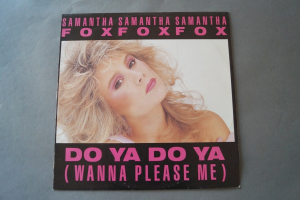 SAMANTHA SAMANTHA SAMANTHA
FOXFOXFOX
DO YA DO YA
(WANNA PLEASE ME)